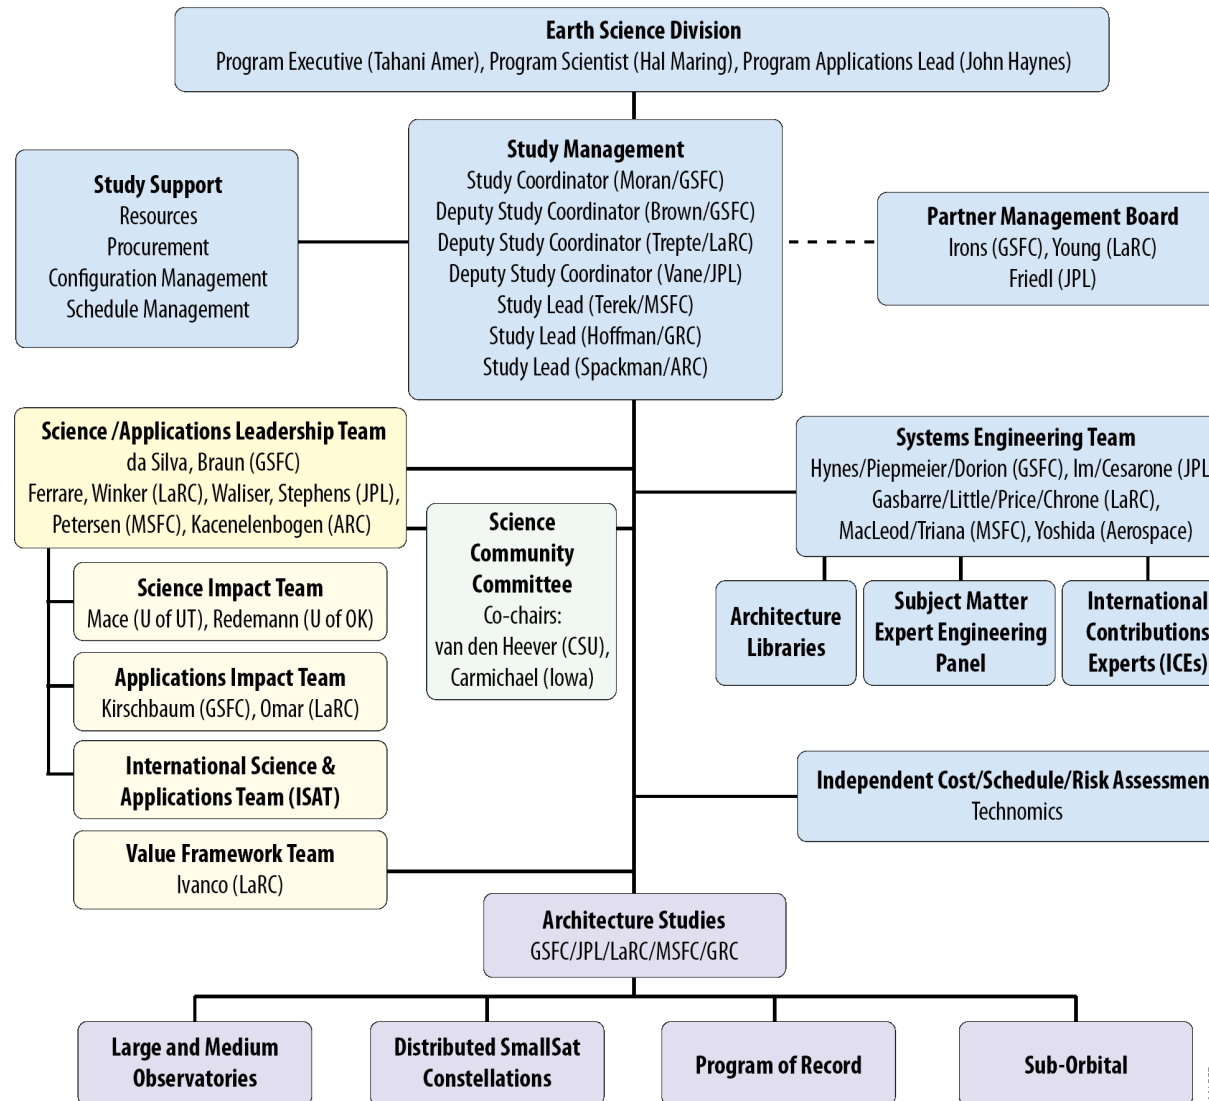 Earth Science Division
Program Executive (Tahani Amer), Program Scientist (Hal Maring), Program Applications Lead (John Haynes)
Study Management
Study Coordinator (Moran/GSFC)
Deputy Study Coordinator (Brown/GSFC)
Deputy Study Coordinator (Trepte/LaRC)
Deputy Study Coordinator (Vane/JPL)
Study Lead (Terek/MSFC)
Study Lead (Hoffman/GRC)
Study Lead (Spackman/ARC)
Study Support
Resources
Procurement
Configuration Management
Schedule Management
Partner Management Board
Irons (GSFC), Young (LaRC)
Friedl (JPL)
Science /Applications Leadership Team
da Silva, Braun (GSFC)
Ferrare, Winker (LaRC), Waliser, Stephens (JPL),
Petersen (MSFC), Kacenelenbogen (ARC)
Science Impact Team
Mace (U of UT), Redemann (U of OK)
Applications Impact Team
Kirschbaum (GSFC), Omar (LaRC)
International Science &
Applications Team (ISAT)
Value Framework Team
Ivanco (LaRC)
Science
Community
Committee
Co-chairs:
van den Heever (CSU),
Carmichael (Iowa)
Systems Engineering Team
Hynes/Piepmeier/Dorion (GSFC), Im/Cesarone (JPL
Gasbarre/Little/Price/Chrone (LaRC),
MacLeod/Triana (MSFC), Yoshida (Aerospace)
Architecture
Libraries
Subject Matter
Expert Engineering
Panel
International
Contributions
Experts (ICEs)
Independent Cost/Schedule/Risk Assessmen
Technomics
Architecture Studies
GSFC/JPL/LaRC/MSFC/GRC
Large and Medium
Observatories
Distributed SmallSat
Constellations
Program of Record
Sub-Orbital